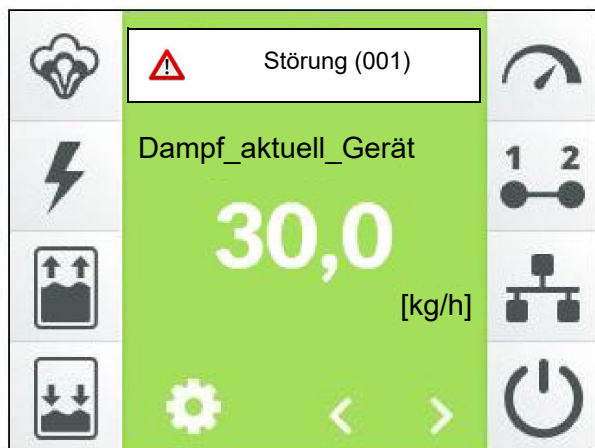 Störung (001)
Dampf_aktuell_Gerät
1 2
30,0
[kg/h]